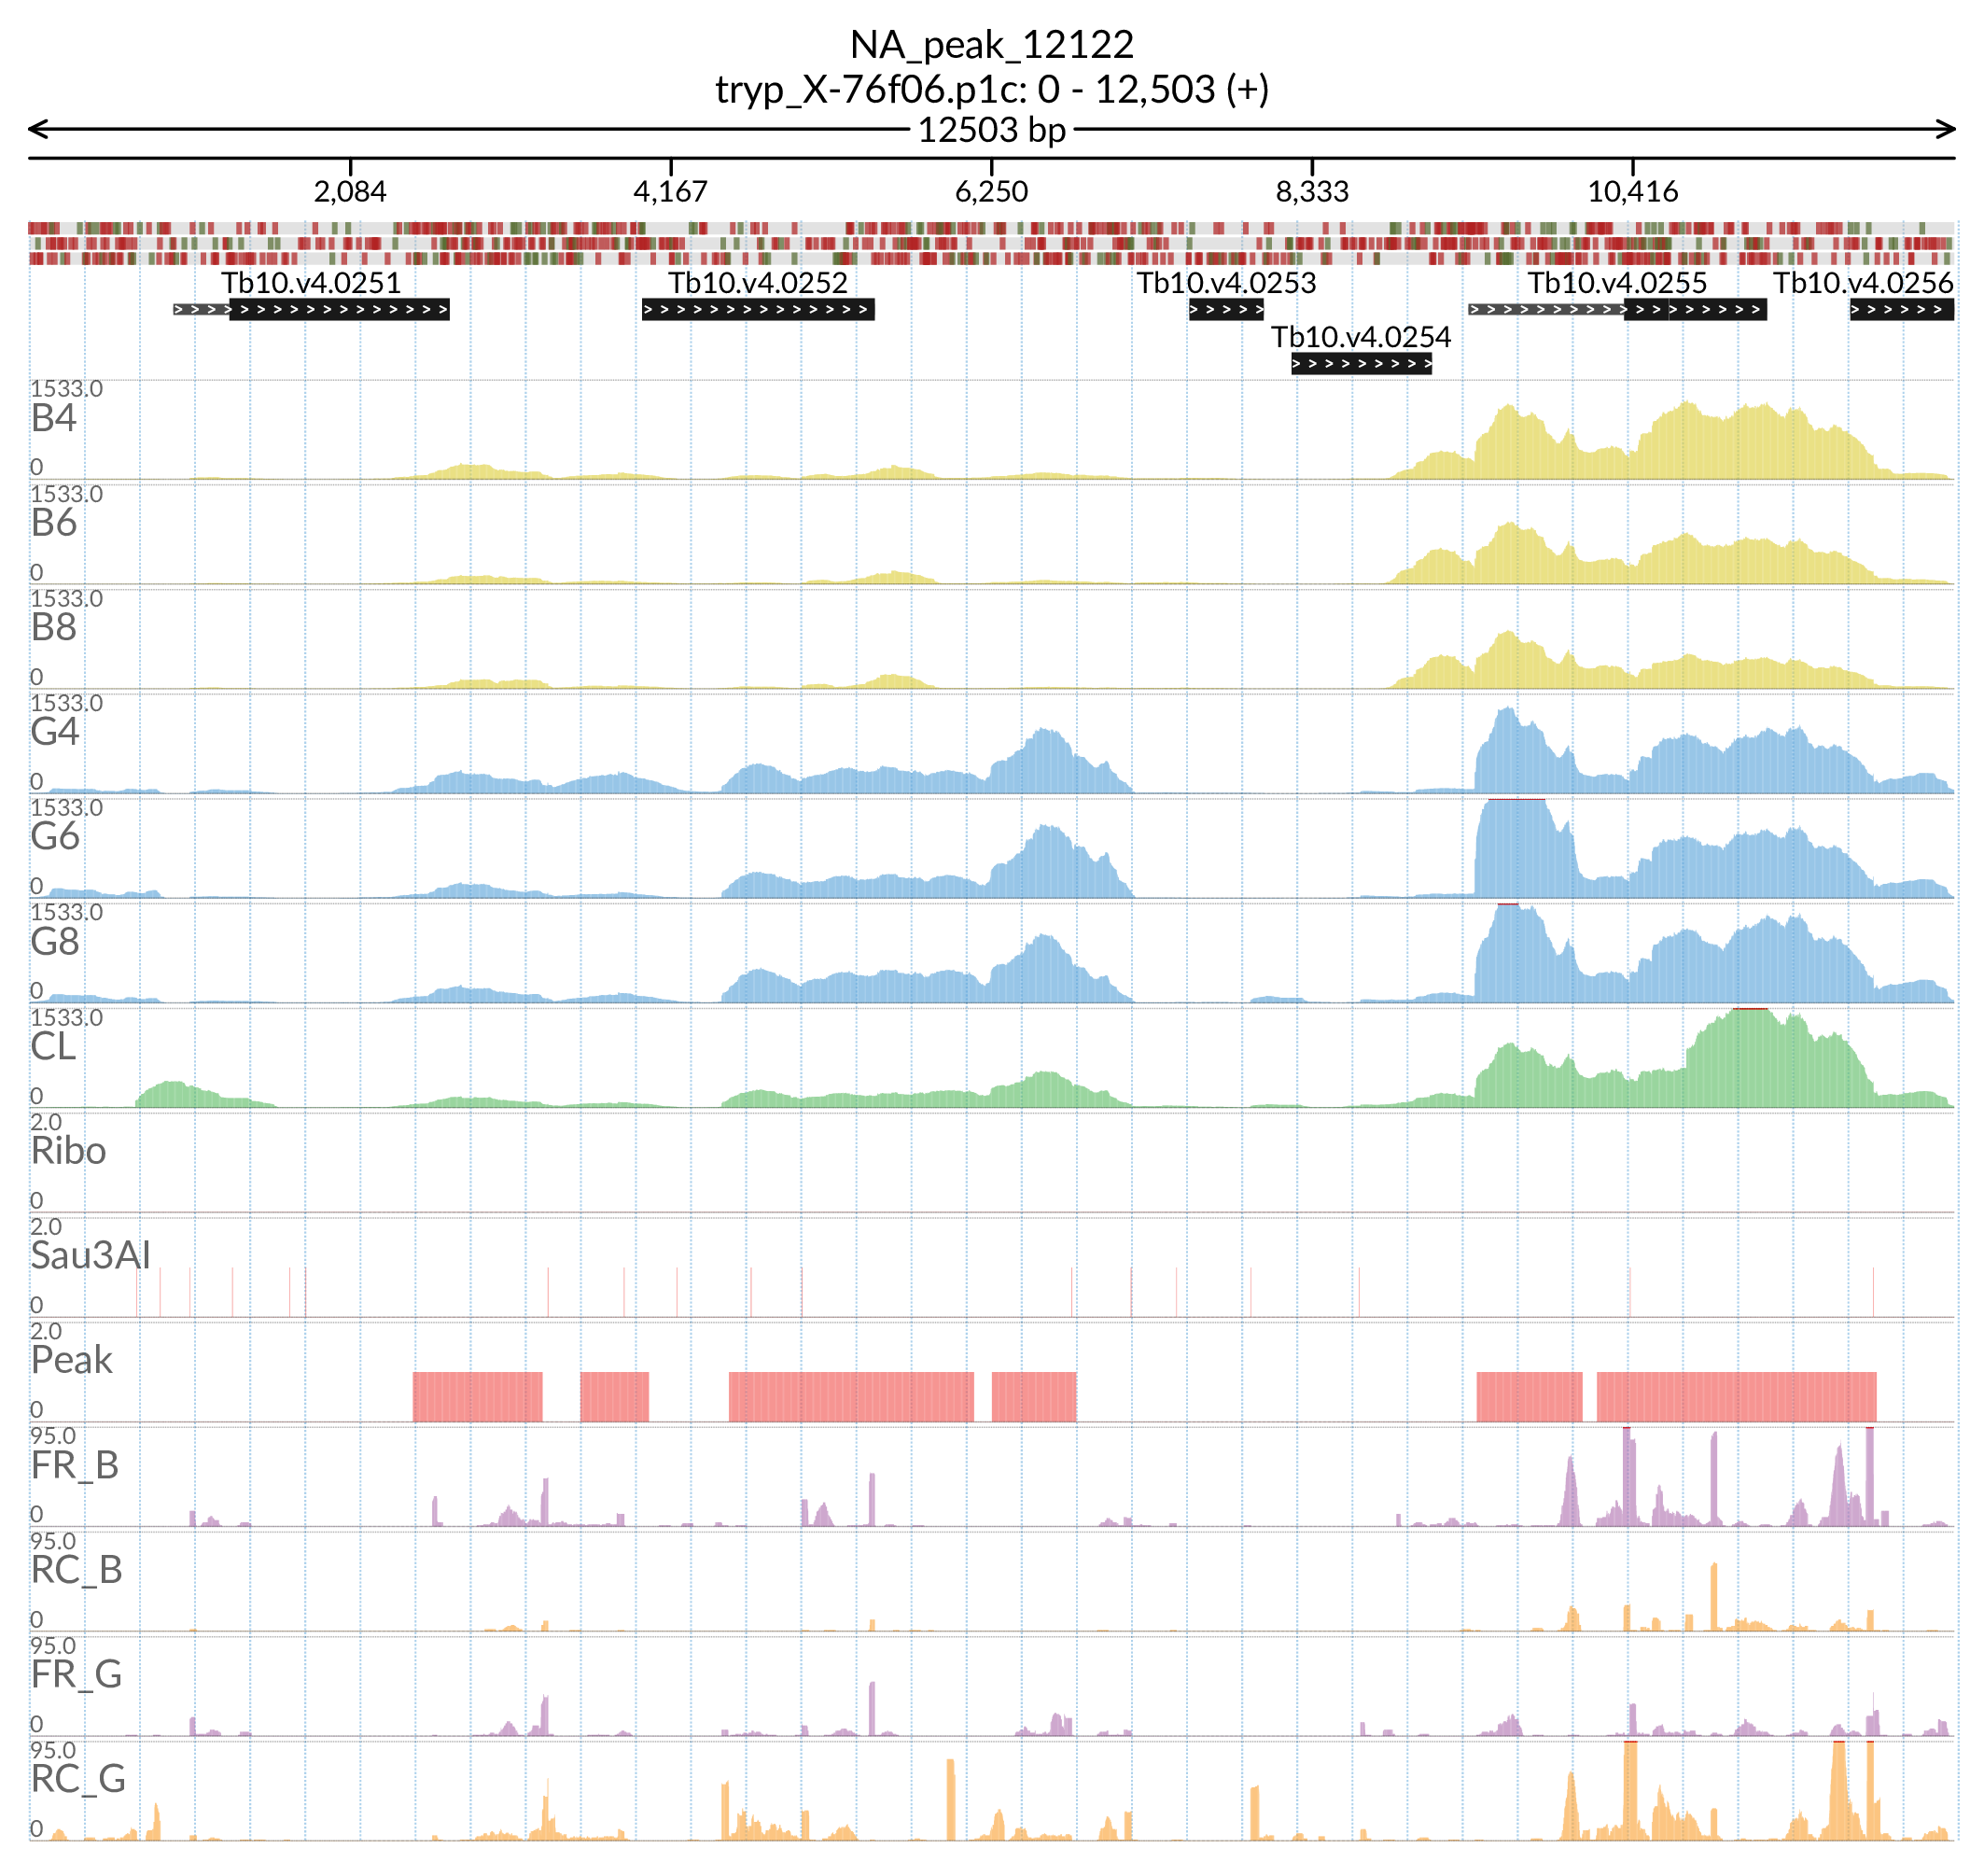 NA_peak_12122
tryp_X-76f06.p1c: 0 - 12,503 (+)
12503 bp
2,084 4,167 6,250 8,333 10,416
Tb10.v4.0251 Tb10.v4.0252 Tb10.v4.0253 Tb10.v4.0255 Tb10.v4.0256
Tb10.v4.0254
1533.0
B4
0
1533.0
B6
0
1533.0
B8
0
1533.0
G4
0
1533.0
G6
0
1533.0
G8
0
1533.0
CL
0
2.0
Ribo
0
2.0
Sau3AI
0
2.0
Peak
0
95.0
FR_B
0
95.0
RC_B
0
95.0
FR_G
0
95.0
RC_G
0